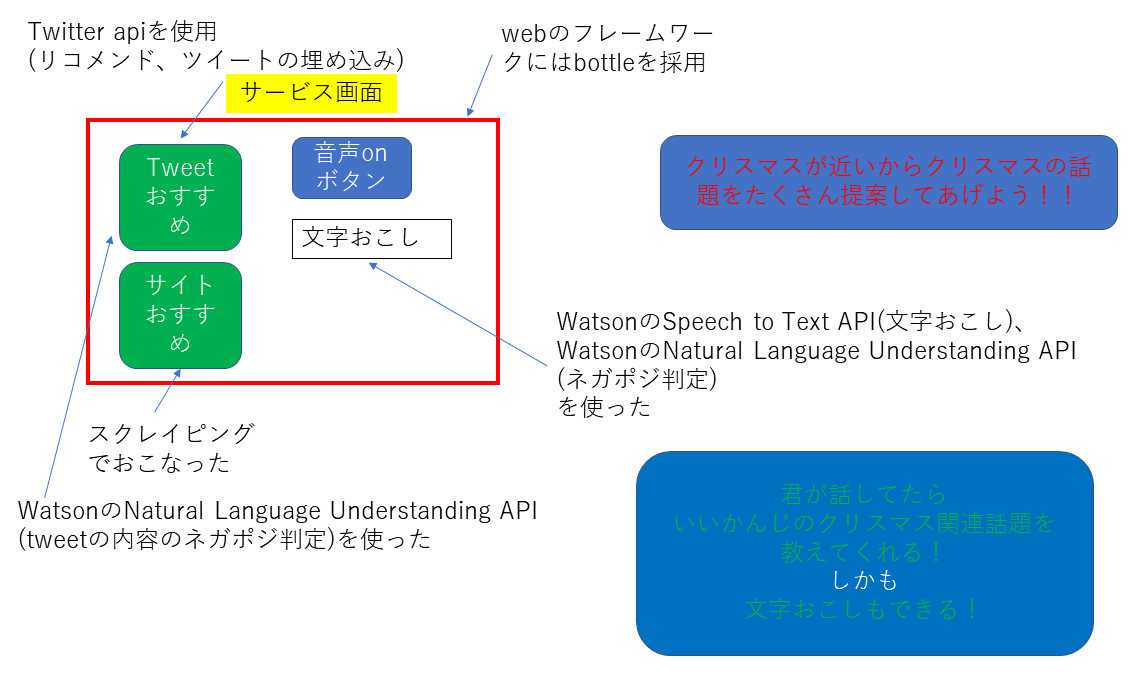 Twitter apiを使用
(リコメンド、ツイートの埋め込み)
webのフレームワー
クにはbottleを採用
サービス画面
Tweet
おすす
め
音声on
ボタン
文字おこし
サイト
おすす
め
クリスマスが近いからクリスマスの話
題をたくさん提案してあげよう！！
WatsonのSpeech to Text API(文字おこし)、
WatsonのNatural Language Understanding API
(ネガポジ判定)
を使った
スクレイピング
でおこなった
WatsonのNatural Language Understanding API
(tweetの内容のネガポジ判定)を使った
君が話してたら
いいかんじのクリスマス関連話題を
教えてくれる！
しかも
文字おこしもできる！